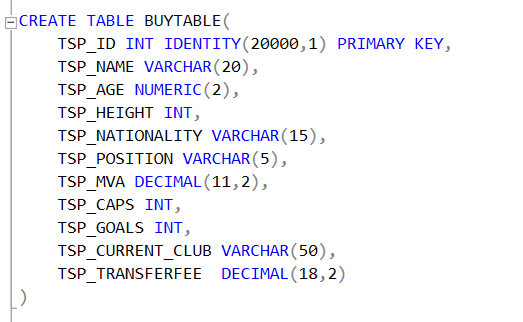 CREATE TABLE BUYTABLE(
TSP_ID INT IDENTITY(20000,1) PRIMARY KEY,
TSP_NAME VARCHAR(20),
TSP_AGE NUMERIC(2),
TSP_HEIGHT INT,
TSP_NATIONALITY VARCHAR(15),
TSP_POSITION VARCHAR(5),
TSP_MVA DECIMAL(11,2),
TSP_CAPS INT,
TSP_GOALS INT,
TSP_CURRENT_CLUB VARCHAR(50),
TSP_TRANSFERFEE  DECIMAL(18,2)
)